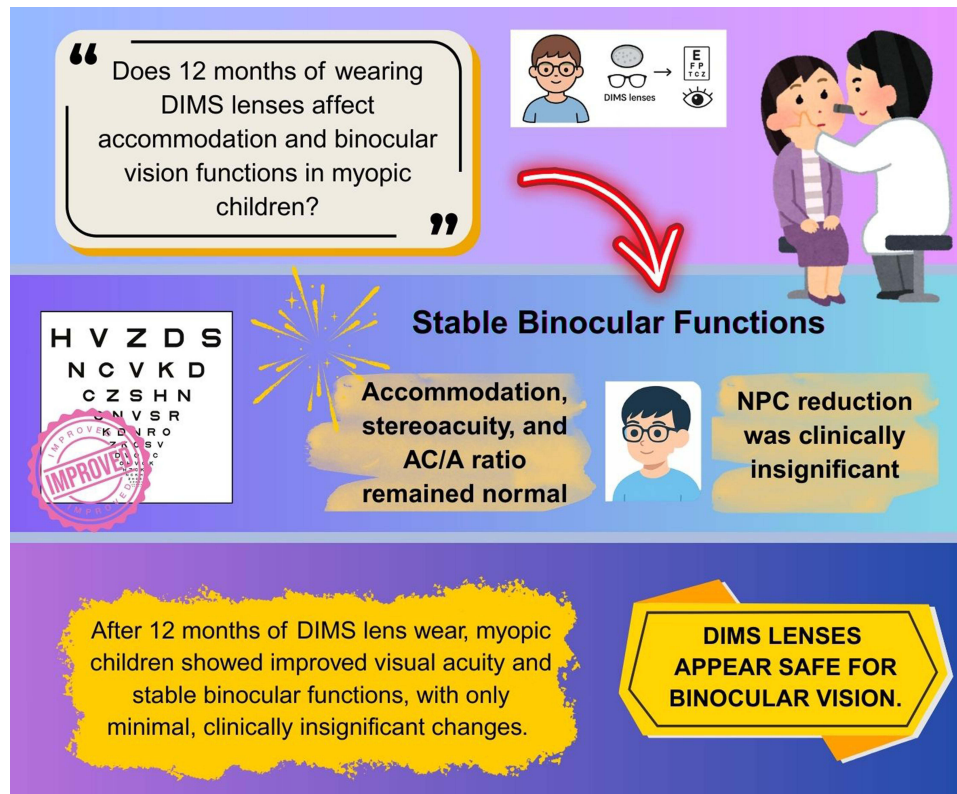 “
Does 12 months of wearing
DIMS lenses affect
accommodation and binocular
vision functions in myopic
children?
”
DIMS lenses
E
F P
T C Z
Stable Binocular Functions
H V Z D S
N C V K D
C Z S H N
O N V S R
K D N R O
IMPROVED
IMPROVED
IMPROVED
Accommodation,
stereoacuity, and
AC/A ratio
remained normal
NPC reduction
was clinically
insignificant
After 12 months of DIMS lens wear, myopic
children showed improved visual acuity and
stable binocular functions, with only
minimal, clinically insignificant changes.
DIMS LENSES
APPEAR SAFE FOR
BINOCULAR VISION.